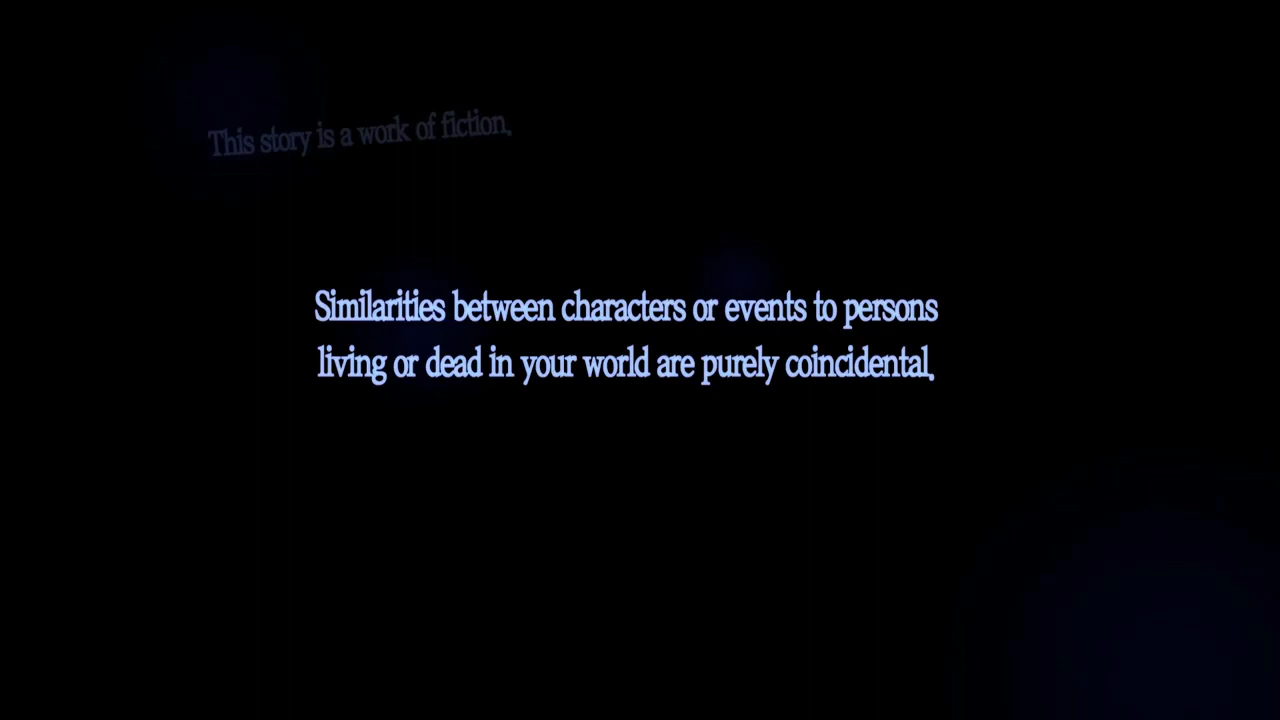 This story is a work of fiction.
Similarities between characters or events to persons
living or dead in your world are purely coincidental.